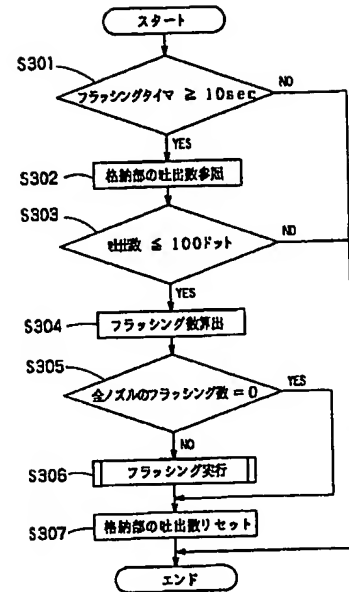 スタート
S301
フラッシングタイマ ≥ 10sec
NO
YES
S302
格納部の吐出数参照
S303
吐出数 ≤ 100ドット
NO
YES
S304
フラッシング数算出
S305
全ノズルのフラッシング数 = 0
YES
NO
S306
フラッシング実行
S307
格納部の吐出数リセット
エンド